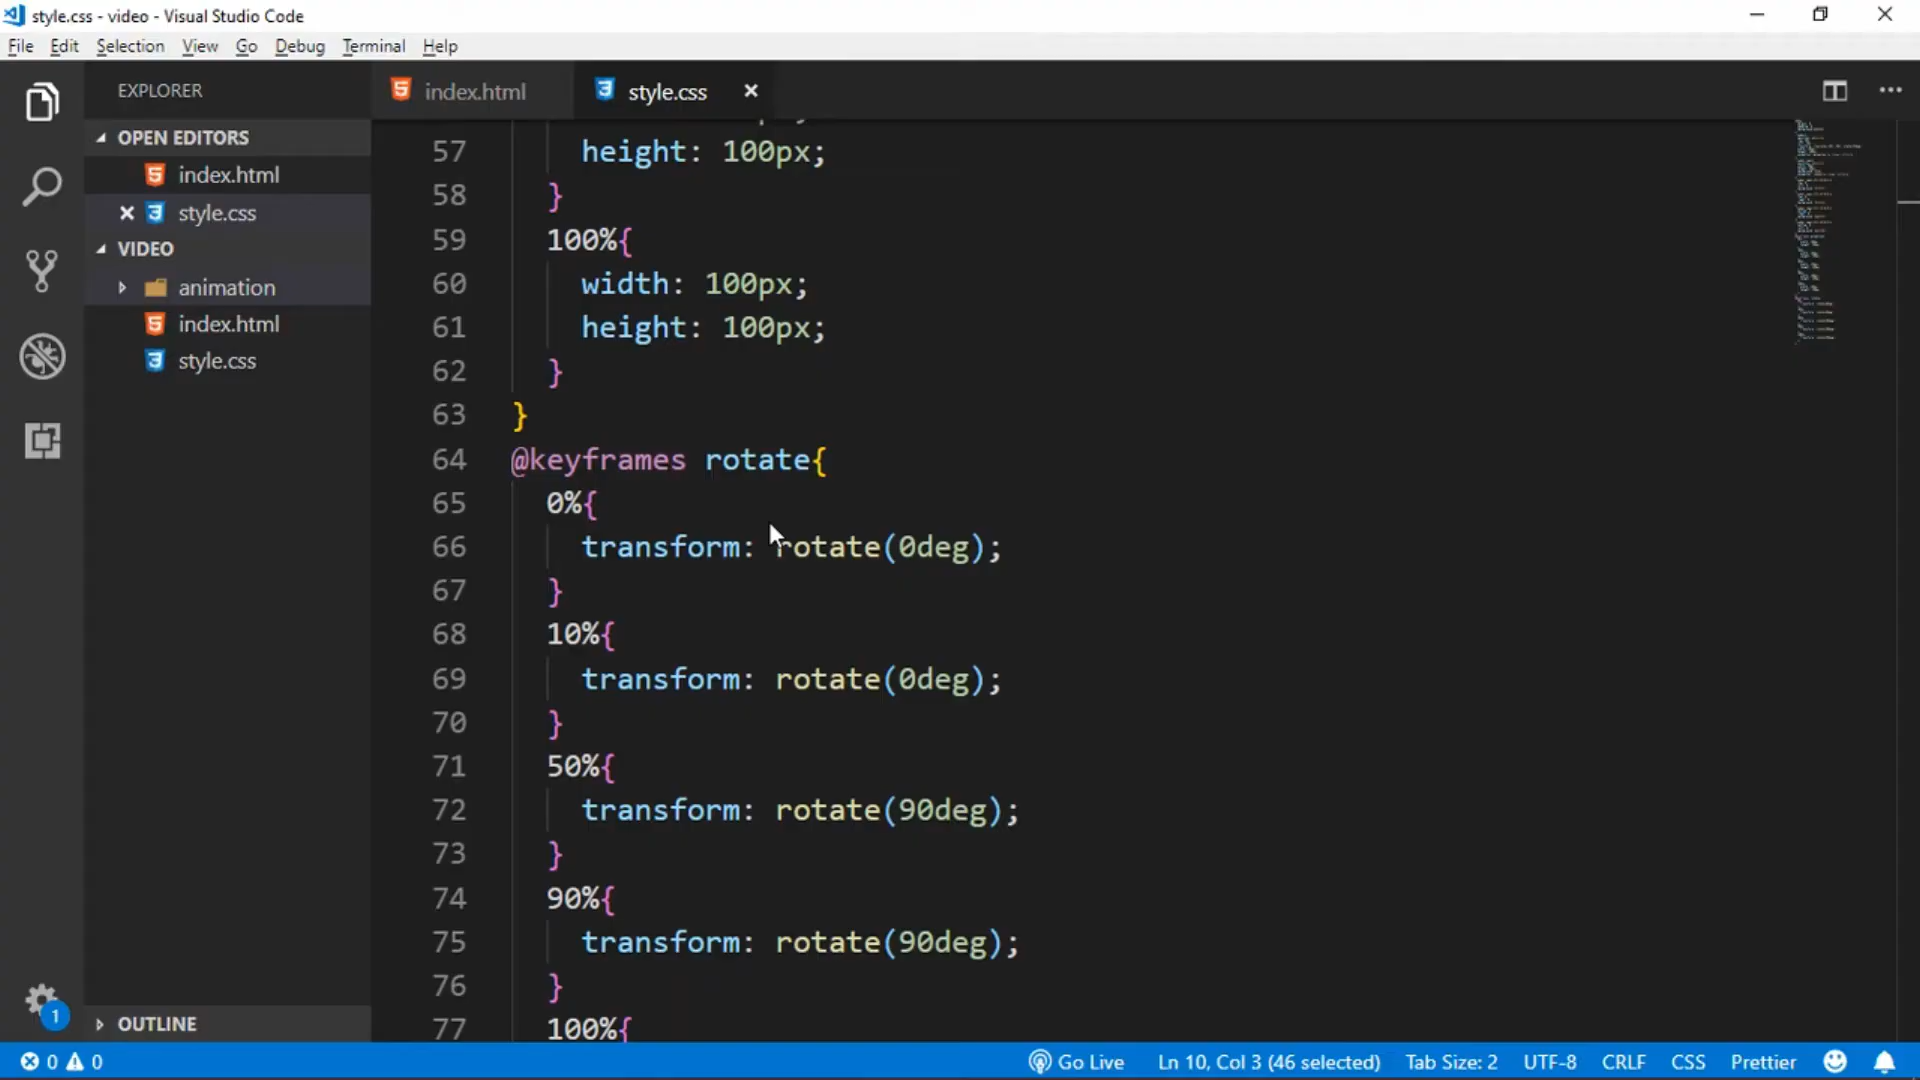 style.css - video - Visual Studio Code
File Edit Selection View Go Debug Terminal Help
EXPLORER
OPEN EDITORS
index.html
style.css
VIDEO
animation
index.html
style.css
OUTLINE
1
index.html
style.css
57 height: 100px;
58 }
59 100%{
60 width: 100px;
61 height: 100px;
62 }
63 }
64 @keyframes rotate{
65 0%{
66 transform: rotate(0deg);
67 }
68 10%{
69 transform: rotate(0deg);
70 }
71 50%{
72 transform: rotate(90deg);
73 }
74 90%{
75 transform: rotate(90deg);
76 }
77 100%{
0 0 Go Live Ln 10, Col 3 (46 selected) Tab Size: 2 UTF-8 CRLF CSS Prettier